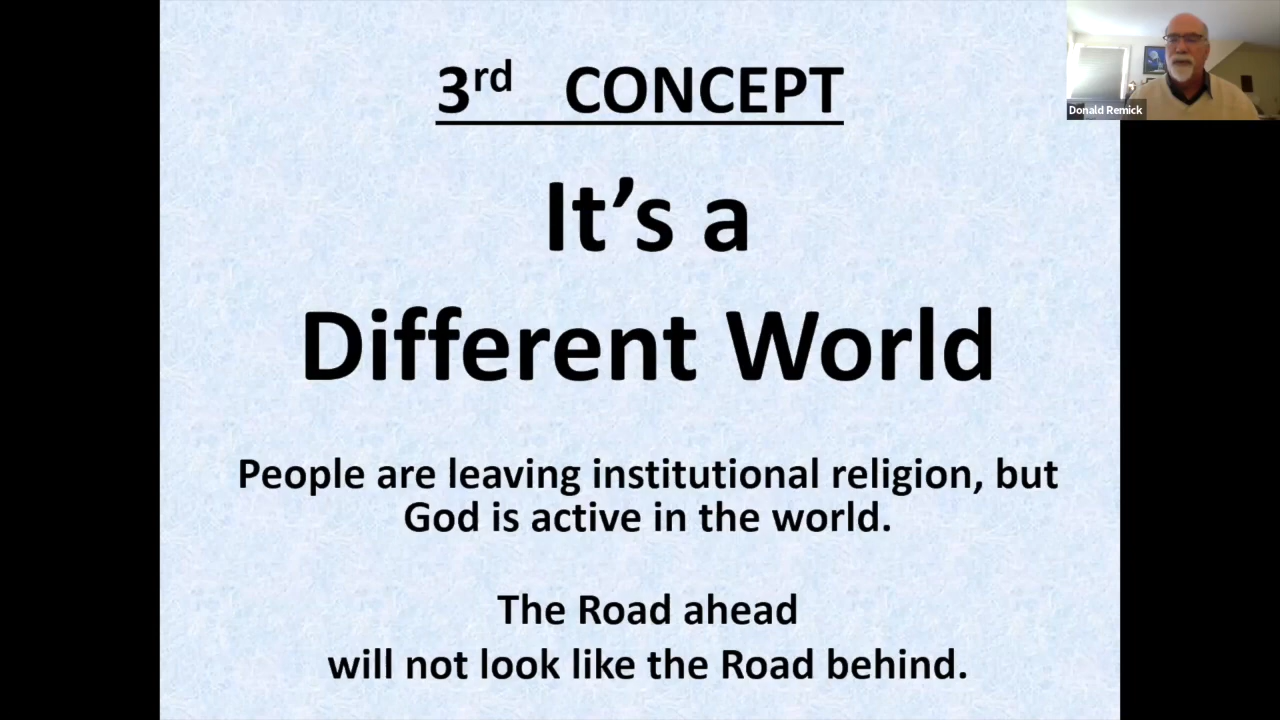 3rd CONCEPT
It’s a
Different World
People are leaving institutional religion, but
God is active in the world.
The Road ahead
will not look like the Road behind.
Donald Remick